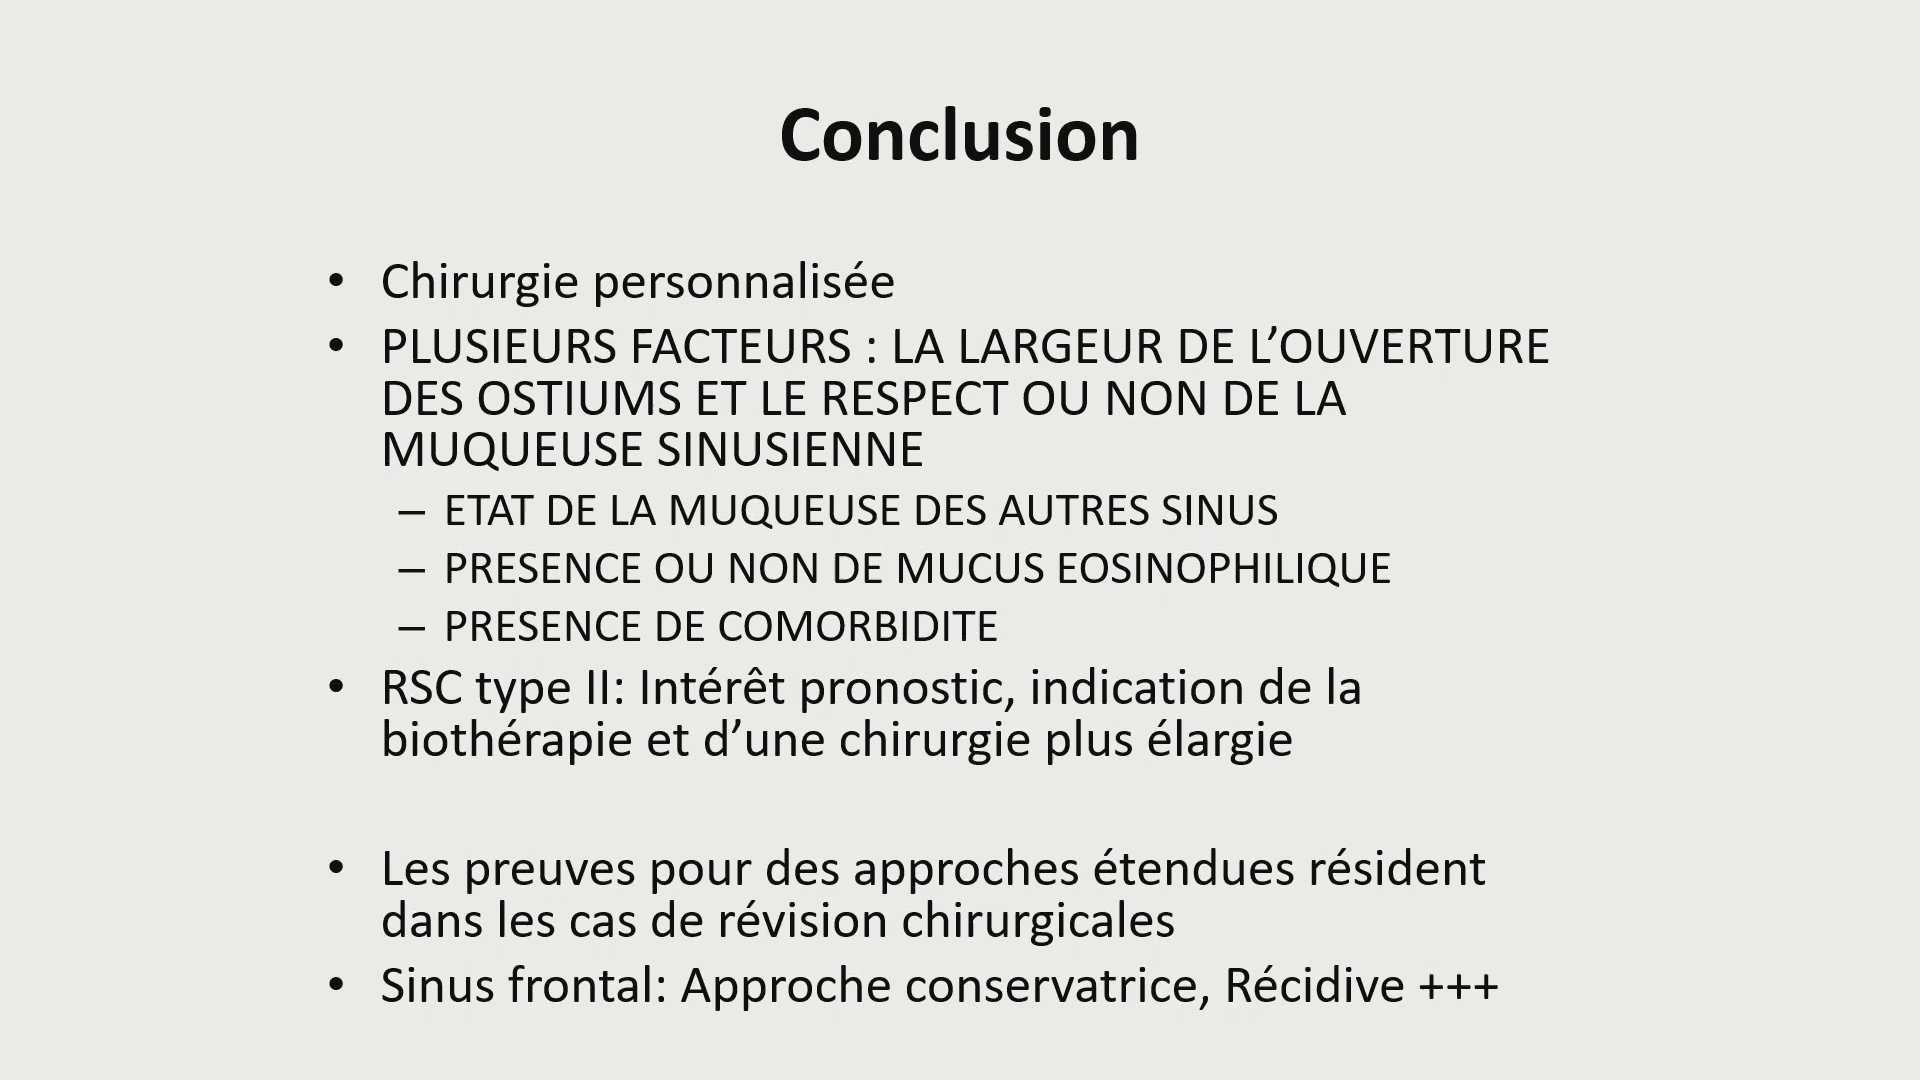 Conclusion
• Chirurgie personnalisée
• PLUSIEURS FACTEURS : LA LARGEUR DE L’OUVERTURE
DES OSTIUMS ET LE RESPECT OU NON DE LA
MUQUEUSE SINUSIENNE
– ETAT DE LA MUQUEUSE DES AUTRES SINUS
– PRESENCE OU NON DE MUCUS EOSINOPHILIQUE
– PRESENCE DE COMORBIDITE
• RSC type II: Intérêt pronostic, indication de la
biothérapie et d’une chirurgie plus élargie
• Les preuves pour des approches étendues résident
dans les cas de révision chirurgicales
• Sinus frontal: Approche conservatrice, Récidive +++